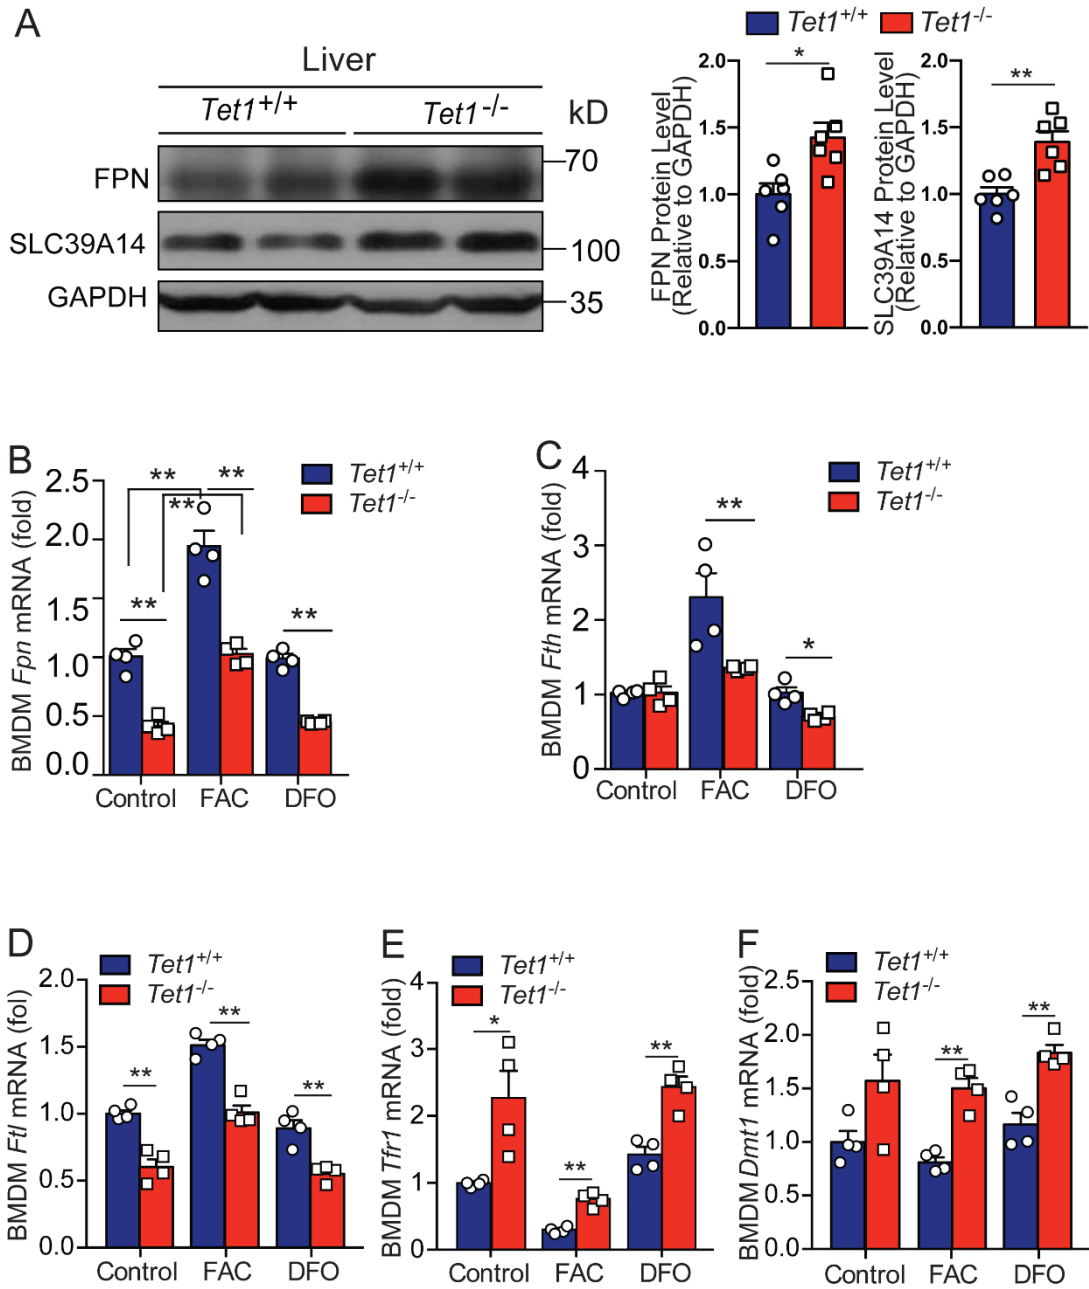 A
Liver
Tet1+/+ Tet1-/- kD
FPN
70
SLC39A14
100
GAPDH
35
Tet1+/+ Tet1-/-
FPN Protein Level
(Relative to GAPDH)
2.0
1.5
1.0
0.5
0.0
*
SLC39A14 Protein Level
(Relative to GAPDH)
2.0
1.5
1.0
0.5
0.0
**
B
BMDM Fpn mRNA (fold)
2.5
2.0
1.5
1.0
0.5
0.0
** **
**
** **
Tet1+/+
Tet1-/-
Control FAC DFO
C
BMDM Fth mRNA (fold)
4
3
2
1
0
**
*
Tet1+/+
Tet1-/-
Control FAC DFO
D
BMDM Ftl mRNA (fol)
2.0
1.5
1.0
0.5
0.0
Tet1+/+
Tet1-/-
** ** **
Control FAC DFO
E
BMDM Tfr1 mRNA (fold)
4
3
2
1
0
Tet1+/+
Tet1-/-
* ** **
Control FAC DFO
F
BMDM Dmt1 mRNA (fold)
2.5
2.0
1.5
1.0
0.5
0.0
Tet1+/+
Tet1-/-
** **
Control FAC DFO